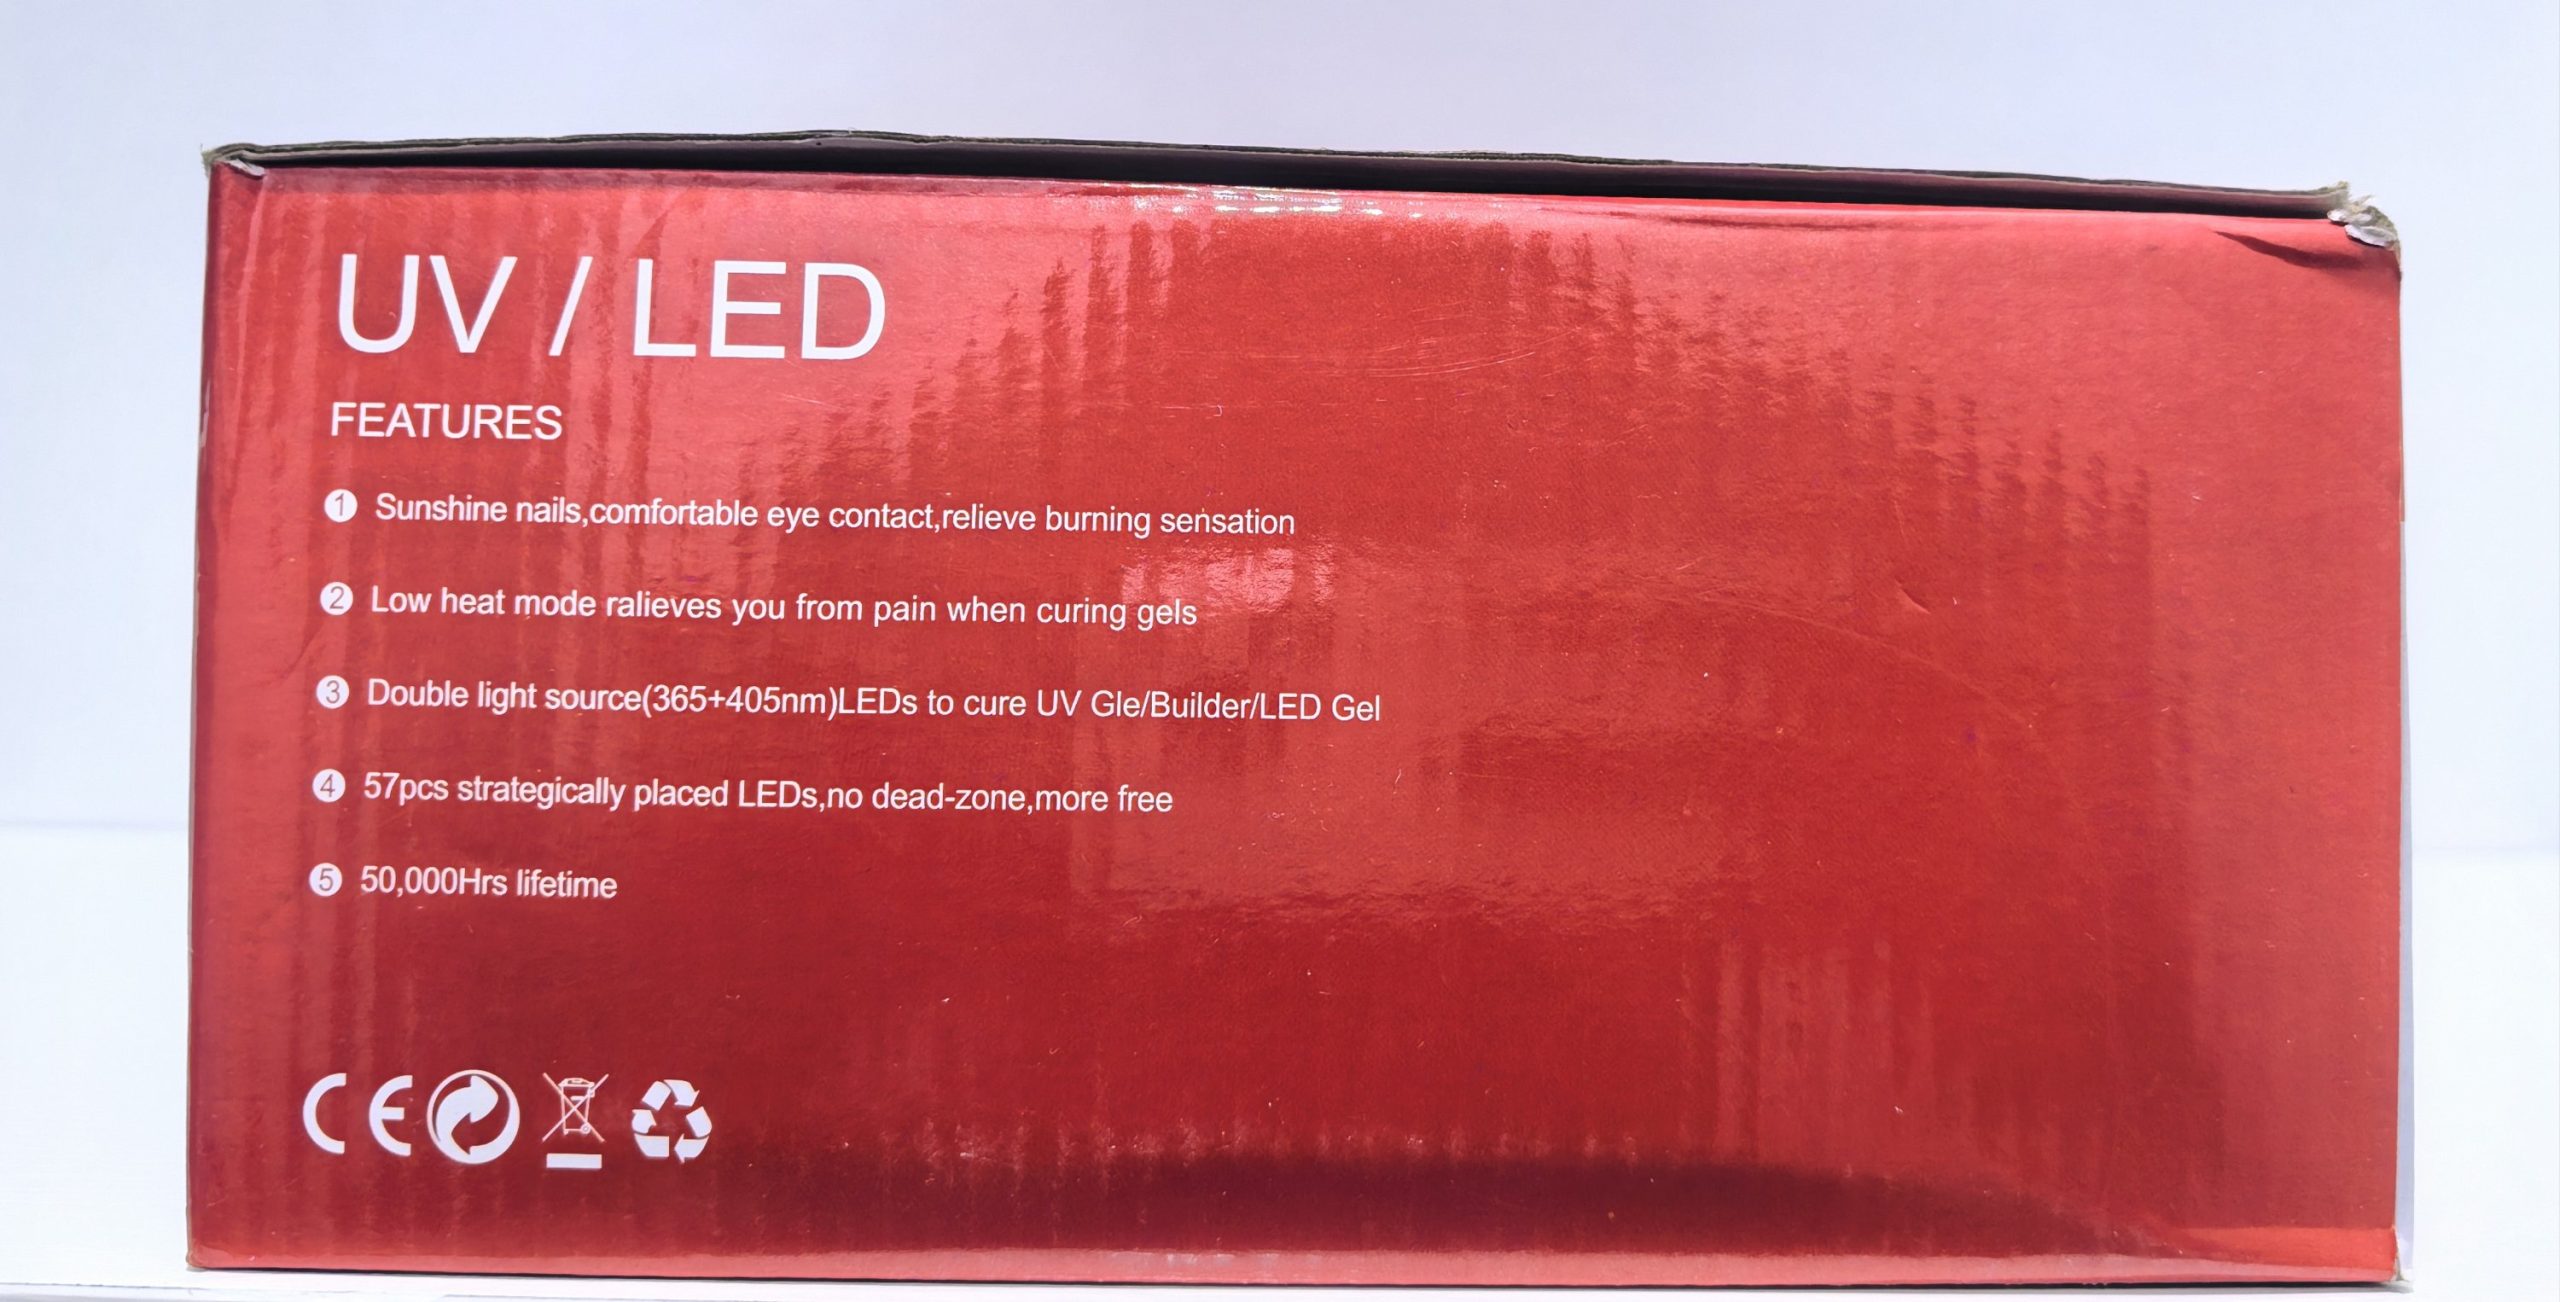 UV / LED
FEATURES
1 Sunshine nails,comfortable eye contact,relieve burning sensation
2 Low heat mode ralieves you from pain when curing gels
3 Double light source(365+405nm)LEDs to cure UV Gle/Builder/LED Gel
4 57pcs strategically placed LEDs,no dead-zone,more free
5 50,000Hrs lifetime
CE